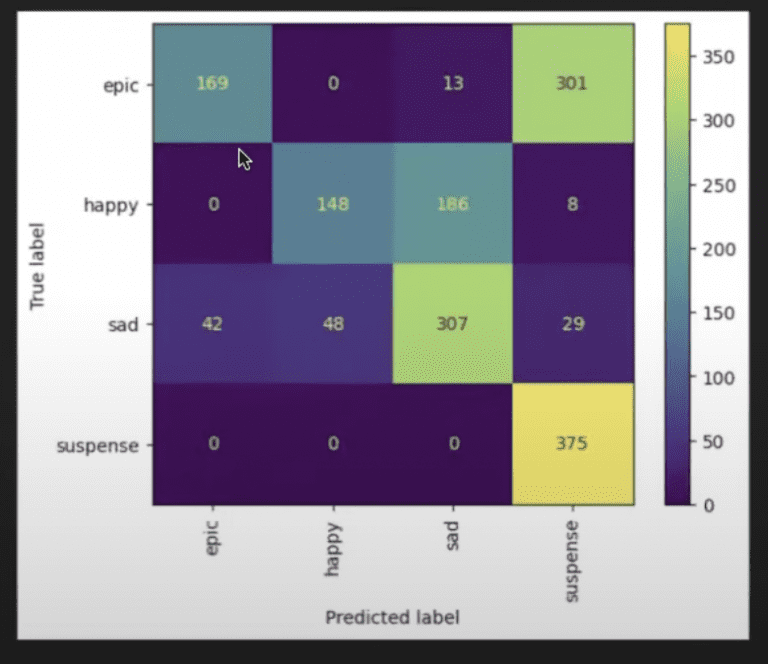 epic 169 0 13 301
happy 0 148 186 8
sad 42 48 307 29
suspense 0 0 0 375
epic happy sad suspense
True label
Predicted label
350
300
250
200
150
100
50
0